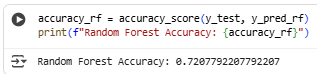 accuracy_rf = accuracy_score(y_test, y_pred_rf)
print(f"Random Forest Accuracy: {accuracy_rf}")
Random Forest Accuracy: 0.7207792207792207